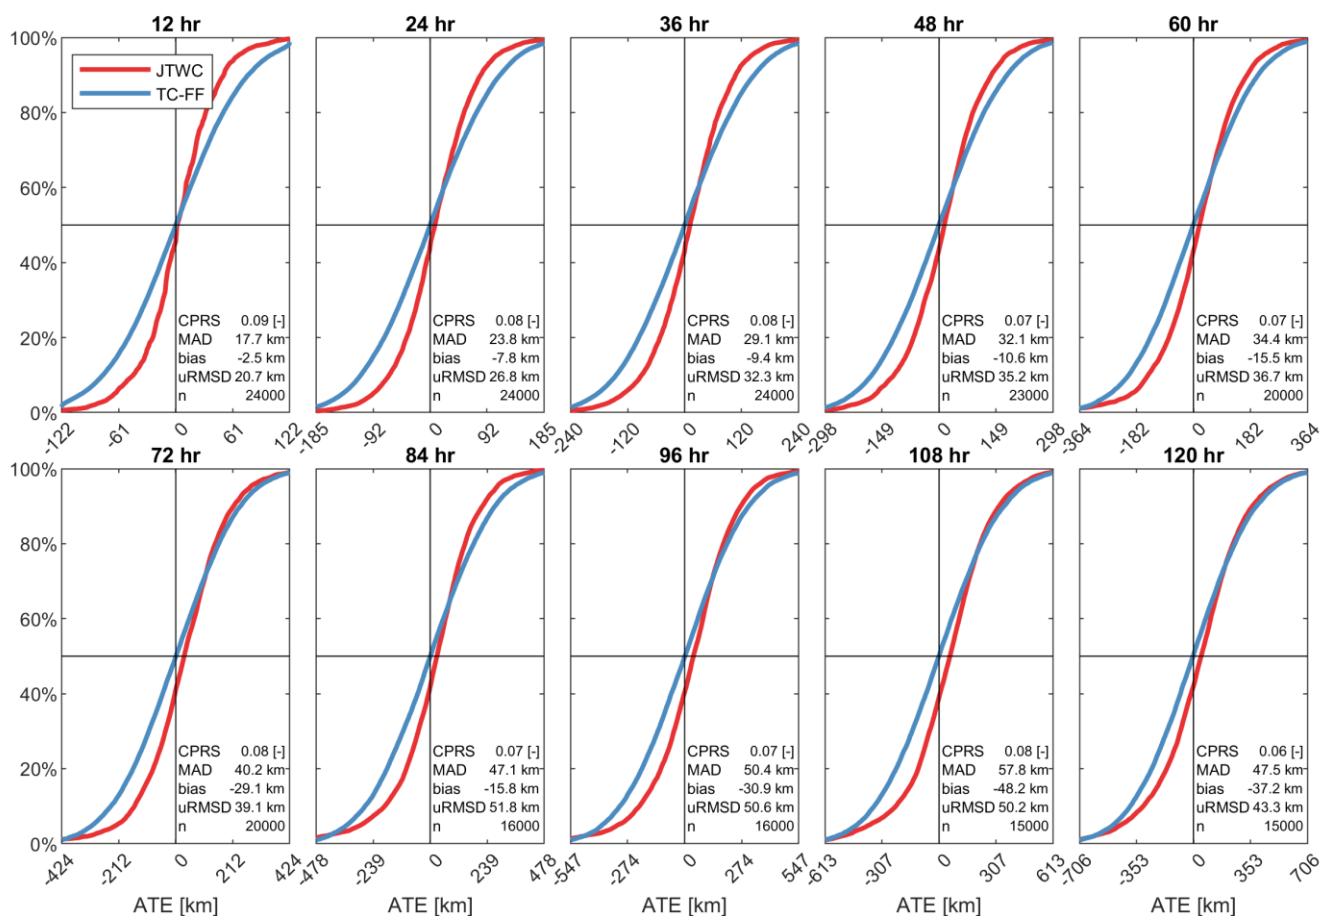 12 hr
24 hr
36 hr
48 hr
60 hr
100%
80%
60%
40%
20%
0%
JTWC
TC-FF
CPRS 0.09 [-]
MAD 17.7 km
bias -2.5 km
uRMSD 20.7 km
n 24000
CPRS 0.08 [-]
MAD 23.8 km
bias -7.8 km
uRMSD 26.8 km
n 24000
CPRS 0.08 [-]
MAD 29.1 km
bias -9.4 km
uRMSD 32.3 km
n 24000
CPRS 0.07 [-]
MAD 32.1 km
bias -10.6 km
uRMSD 35.2 km
n 23000
CPRS 0.07 [-]
MAD 34.4 km
bias -15.5 km
uRMSD 36.7 km
n 20000
-122 -61 0 61 122
-185 -92 0 92 185
-240 -120 0 120 240
-298 -149 0 149 298
-364 -182 0 182 364
72 hr
84 hr
96 hr
108 hr
120 hr
100%
80%
60%
40%
20%
0%
CPRS 0.08 [-]
MAD 40.2 km
bias -29.1 km
uRMSD 39.1 km
n 20000
CPRS 0.07 [-]
MAD 47.1 km
bias -15.8 km
uRMSD 51.8 km
n 16000
CPRS 0.07 [-]
MAD 50.4 km
bias -30.9 km
uRMSD 50.6 km
n 16000
CPRS 0.08 [-]
MAD 57.8 km
bias -48.2 km
uRMSD 50.2 km
n 15000
CPRS 0.06 [-]
MAD 47.5 km
bias -37.2 km
uRMSD 43.3 km
n 15000
-424 -212 0 212 424
-478 -239 0 239 478
-547 -274 0 274 547
-613 -307 0 307 613
-706 -353 0 353 706
ATE [km]
ATE [km]
ATE [km]
ATE [km]
ATE [km]